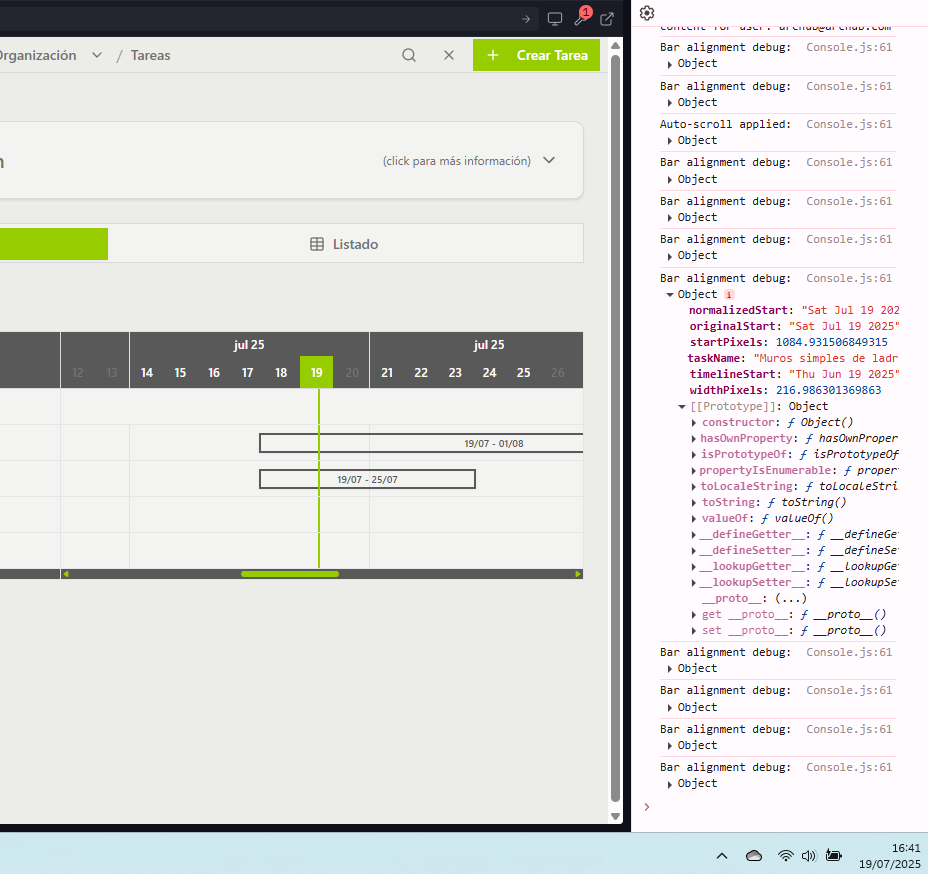 1
rganización / Tareas
+ Crear Tarea
n
(click para más información)
Listado
jul 25
jul 25
12 13 14 15 16 17 18 19 20 21 22 23 24 25 26
19/07 - 01/08
19/07 - 25/07
Bar alignment debug: Console.js:61
Object
Bar alignment debug: Console.js:61
Object
Auto-scroll applied: Console.js:61
Object
Bar alignment debug: Console.js:61
Object
Bar alignment debug: Console.js:61
Object
Bar alignment debug: Console.js:61
Object
Bar alignment debug: Console.js:61
Object i
normalizedStart: "Sat Jul 19 202
originalStart: "Sat Jul 19 2025"
startPixels: 1084.931506849315
taskName: "Muros simples de ladr
timelineStart: "Thu Jun 19 2025"
widthPixels: 216.986301369863
[[Prototype]]: Object
constructor: ƒ Object()
hasOwnProperty: ƒ hasOwnProper
isPrototypeOf: ƒ isPrototypeOf
propertyIsEnumerable: ƒ proper
toLocaleString: ƒ toLocaleStri
toString: ƒ toString()
valueOf: ƒ valueOf()
__defineGetter__: ƒ __defineGe
__defineSetter__: ƒ __defineSe
__lookupGetter__: ƒ __lookupGe
__lookupSetter__: ƒ __lookupSe
__proto__: (...)
get __proto__: ƒ __proto__()
set __proto__: ƒ __proto__()
Bar alignment debug: Console.js:61
Object
Bar alignment debug: Console.js:61
Object
Bar alignment debug: Console.js:61
Object
Bar alignment debug: Console.js:61
Object
16:41
19/07/2025